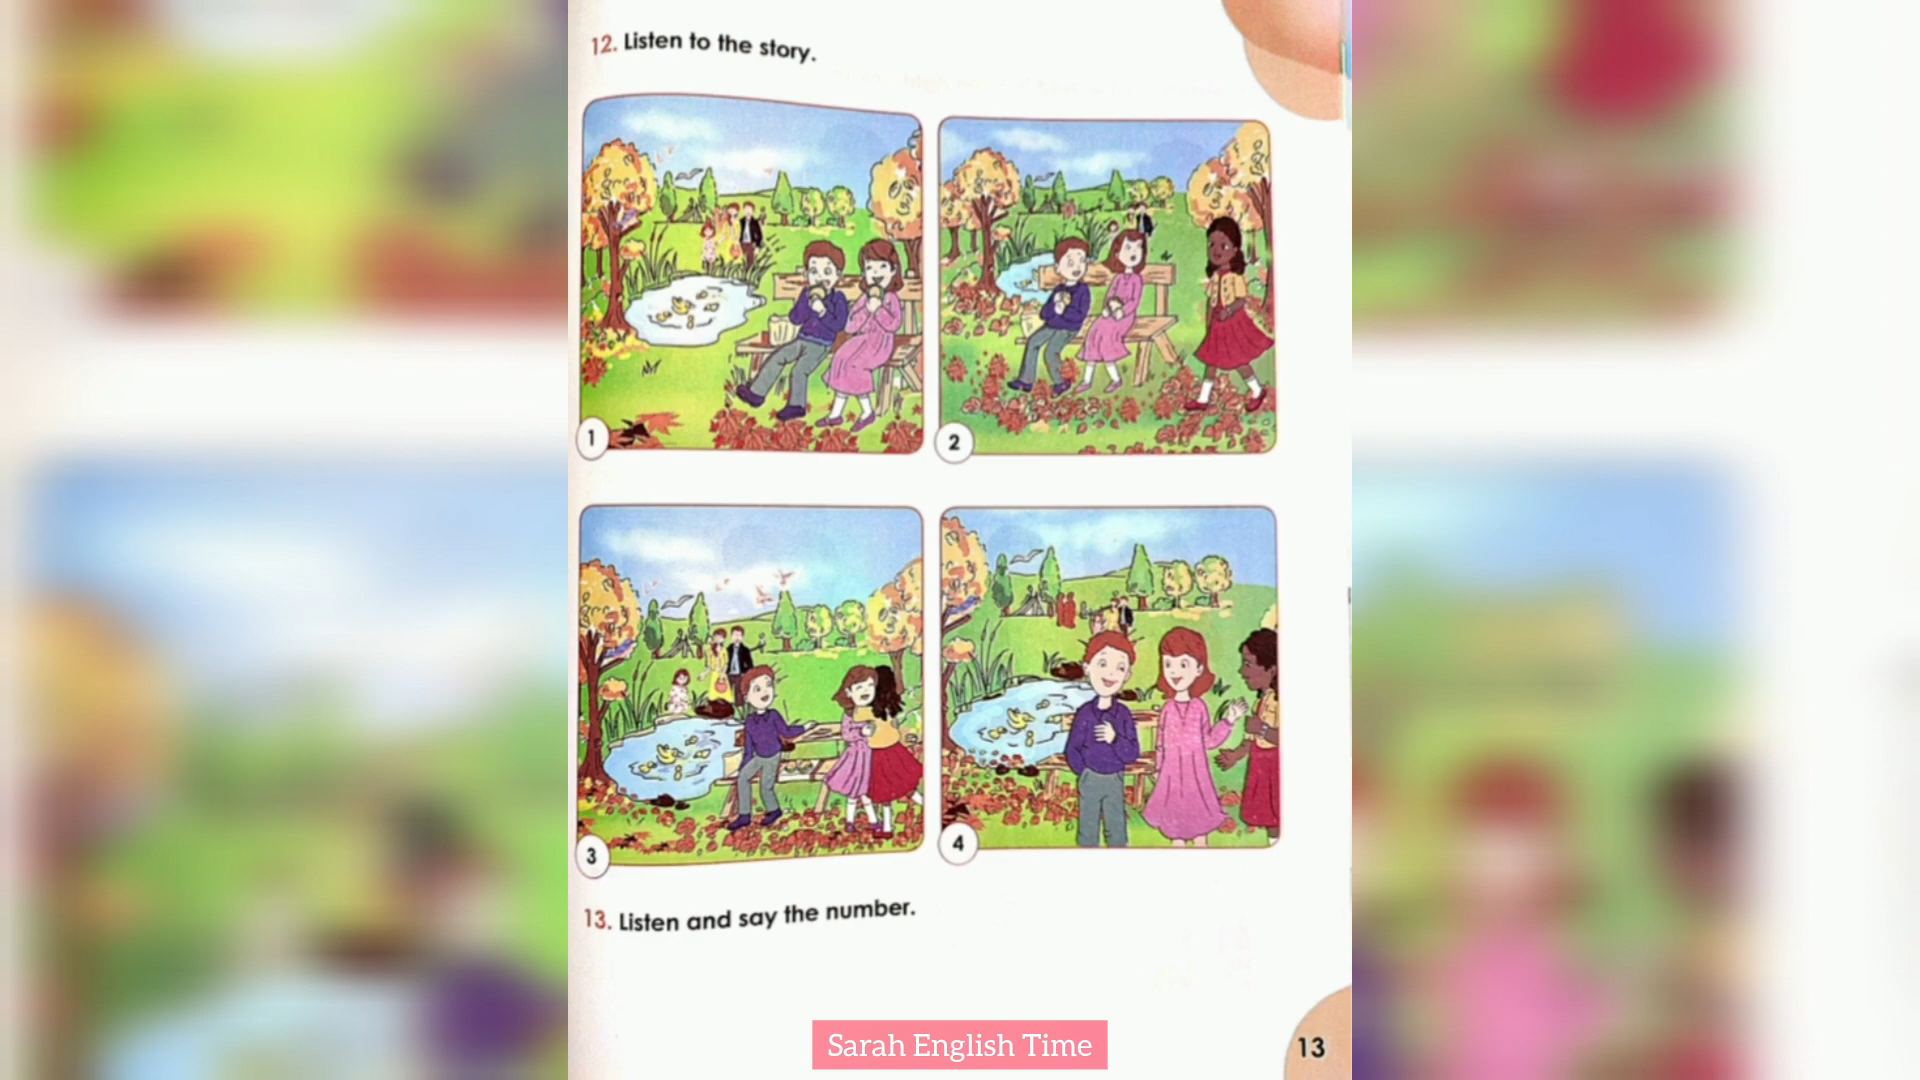 12. Listen to the story.
1
2
3
4
13. Listen and say the number.
Sarah English Time
13